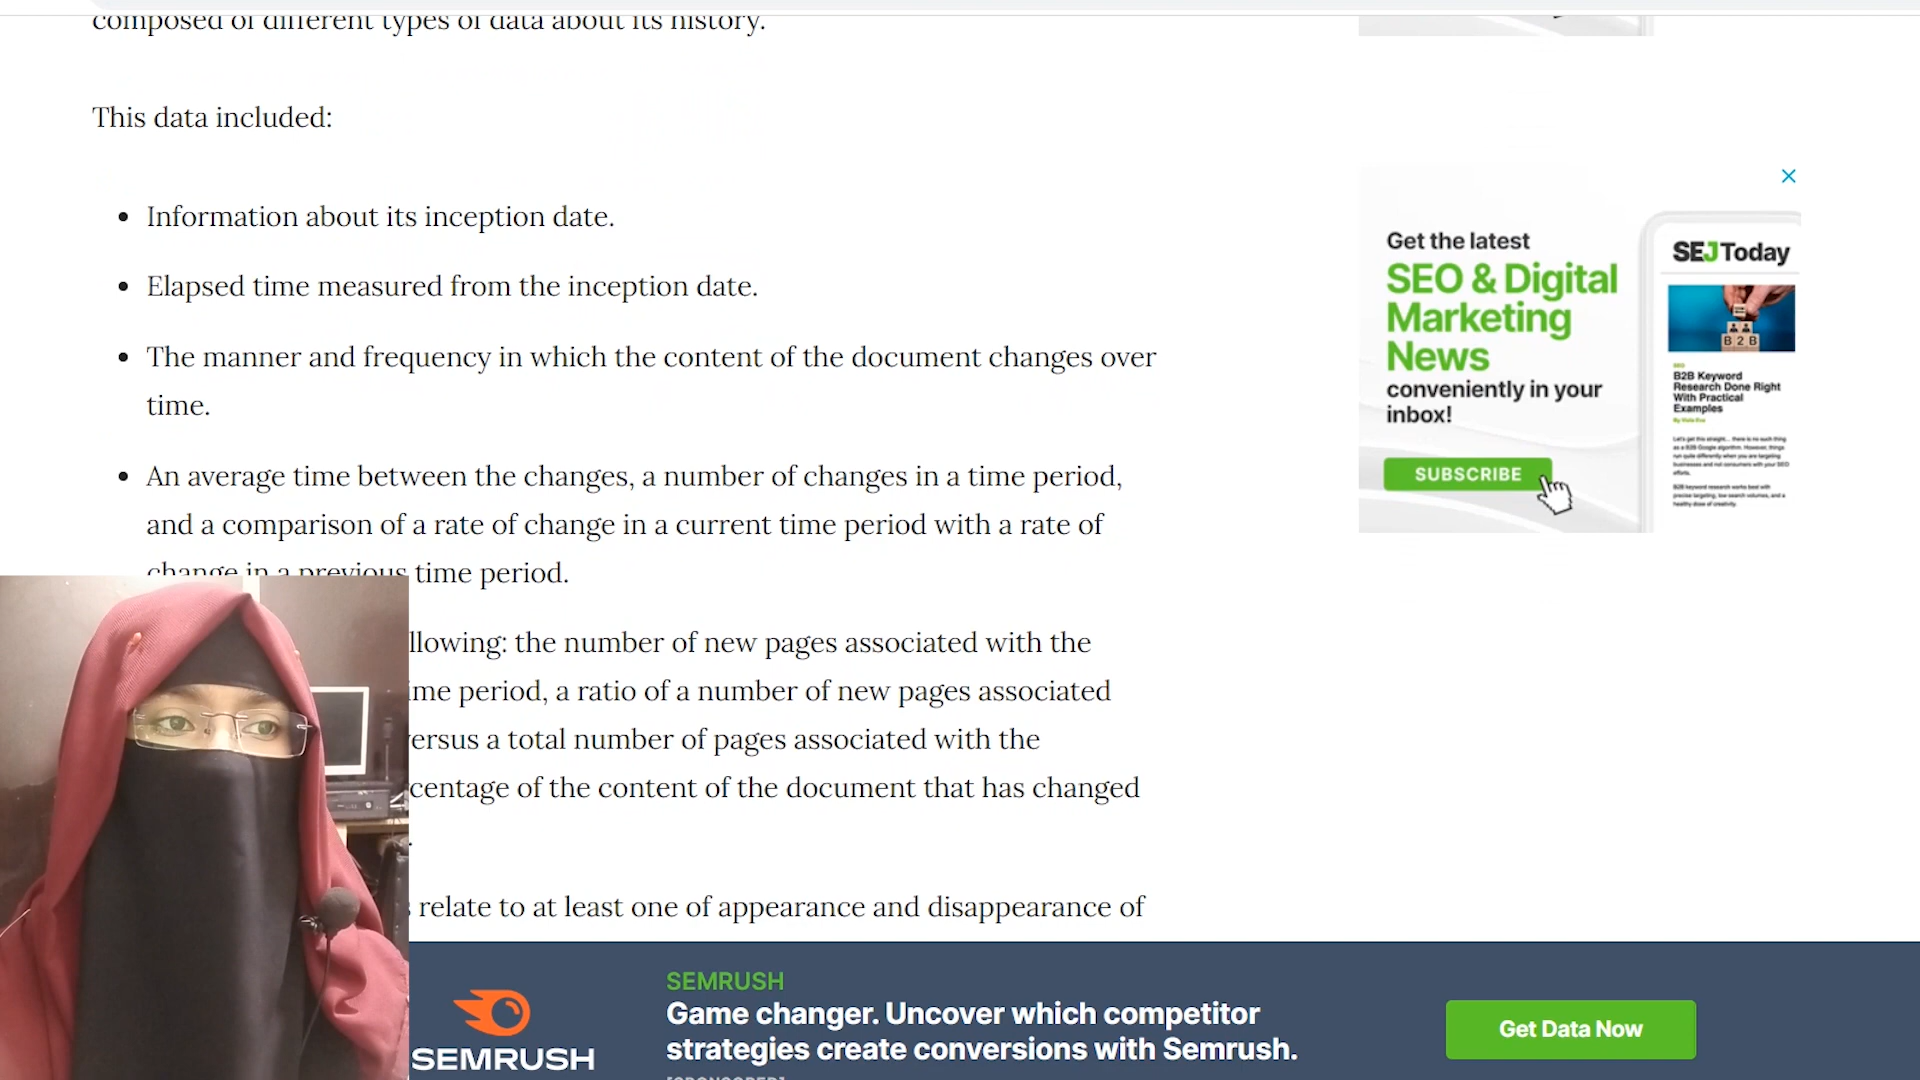 composed of different types of data about its history.
This data included:
• Information about its inception date.
• Elapsed time measured from the inception date.
• The manner and frequency in which the content of the document changes over
time.
• An average time between the changes, a number of changes in a time period,
and a comparison of a rate of change in a current time period with a rate of
change in a previous time period.
llowing: the number of new pages associated with the
ime period, a ratio of a number of new pages associated
ersus a total number of pages associated with the
centage of the content of the document that has changed
.
relate to at least one of appearance and disappearance of
Get the latest
SEO & Digital
Marketing
News
conveniently in your
inbox!
SUBSCRIBE
SEJToday
B2B
B2B Keyword
Research Done Right
With Practical
Examples
SEMRUSH
SEMRUSH
Game changer. Uncover which competitor
strategies create conversions with Semrush.
Get Data Now